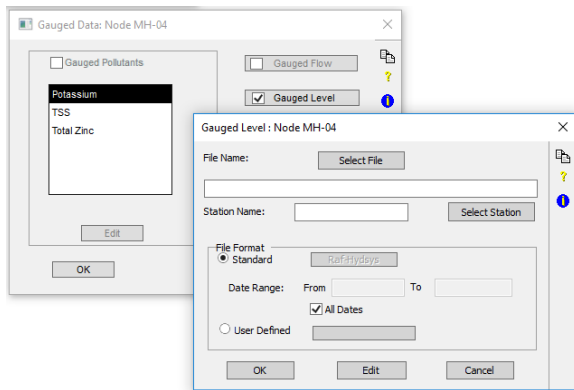 Gauged Data: Node MH-04
Gauged Pollutants
Gauged Flow
Potassium
TSS
Total Zinc
Gauged Level
Edit
OK
Gauged Level : Node MH-04
File Name:
Select File
Station Name:
Select Station
File Format
Standard
Raf-Hydsys
Date Range: From To
All Dates
User Defined
OK Edit Cancel